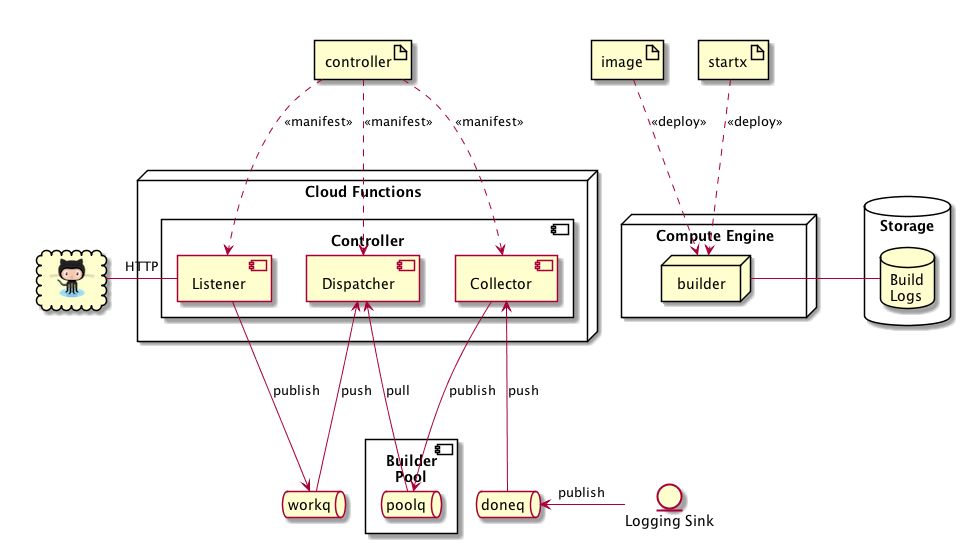 controller
image
startx
«manifest»
«manifest»
«manifest»
«deploy»
«deploy»
Cloud Functions
Controller
Compute Engine
Storage
HTTP
Listener
Dispatcher
Collector
builder
Build
Logs
publish
push
pull
publish
push
Builder
Pool
workq
poolq
doneq
publish
Logging Sink